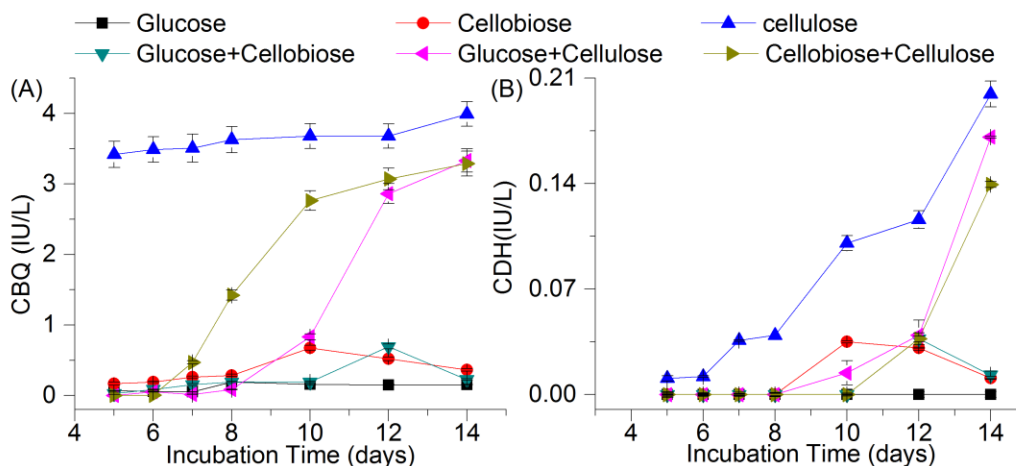 Glucose Cellobiose cellulose
Glucose+Cellobiose Glucose+Cellulose Cellobiose+Cellulose
(A)
CBQ (IU/L)
4
3
2
1
0
4 6 8 10 12 14
Incubation Time (days)
(B)
CDH(IU/L)
0.21
0.14
0.07
0.00
4 6 8 10 12 14
Incubation Time (days)